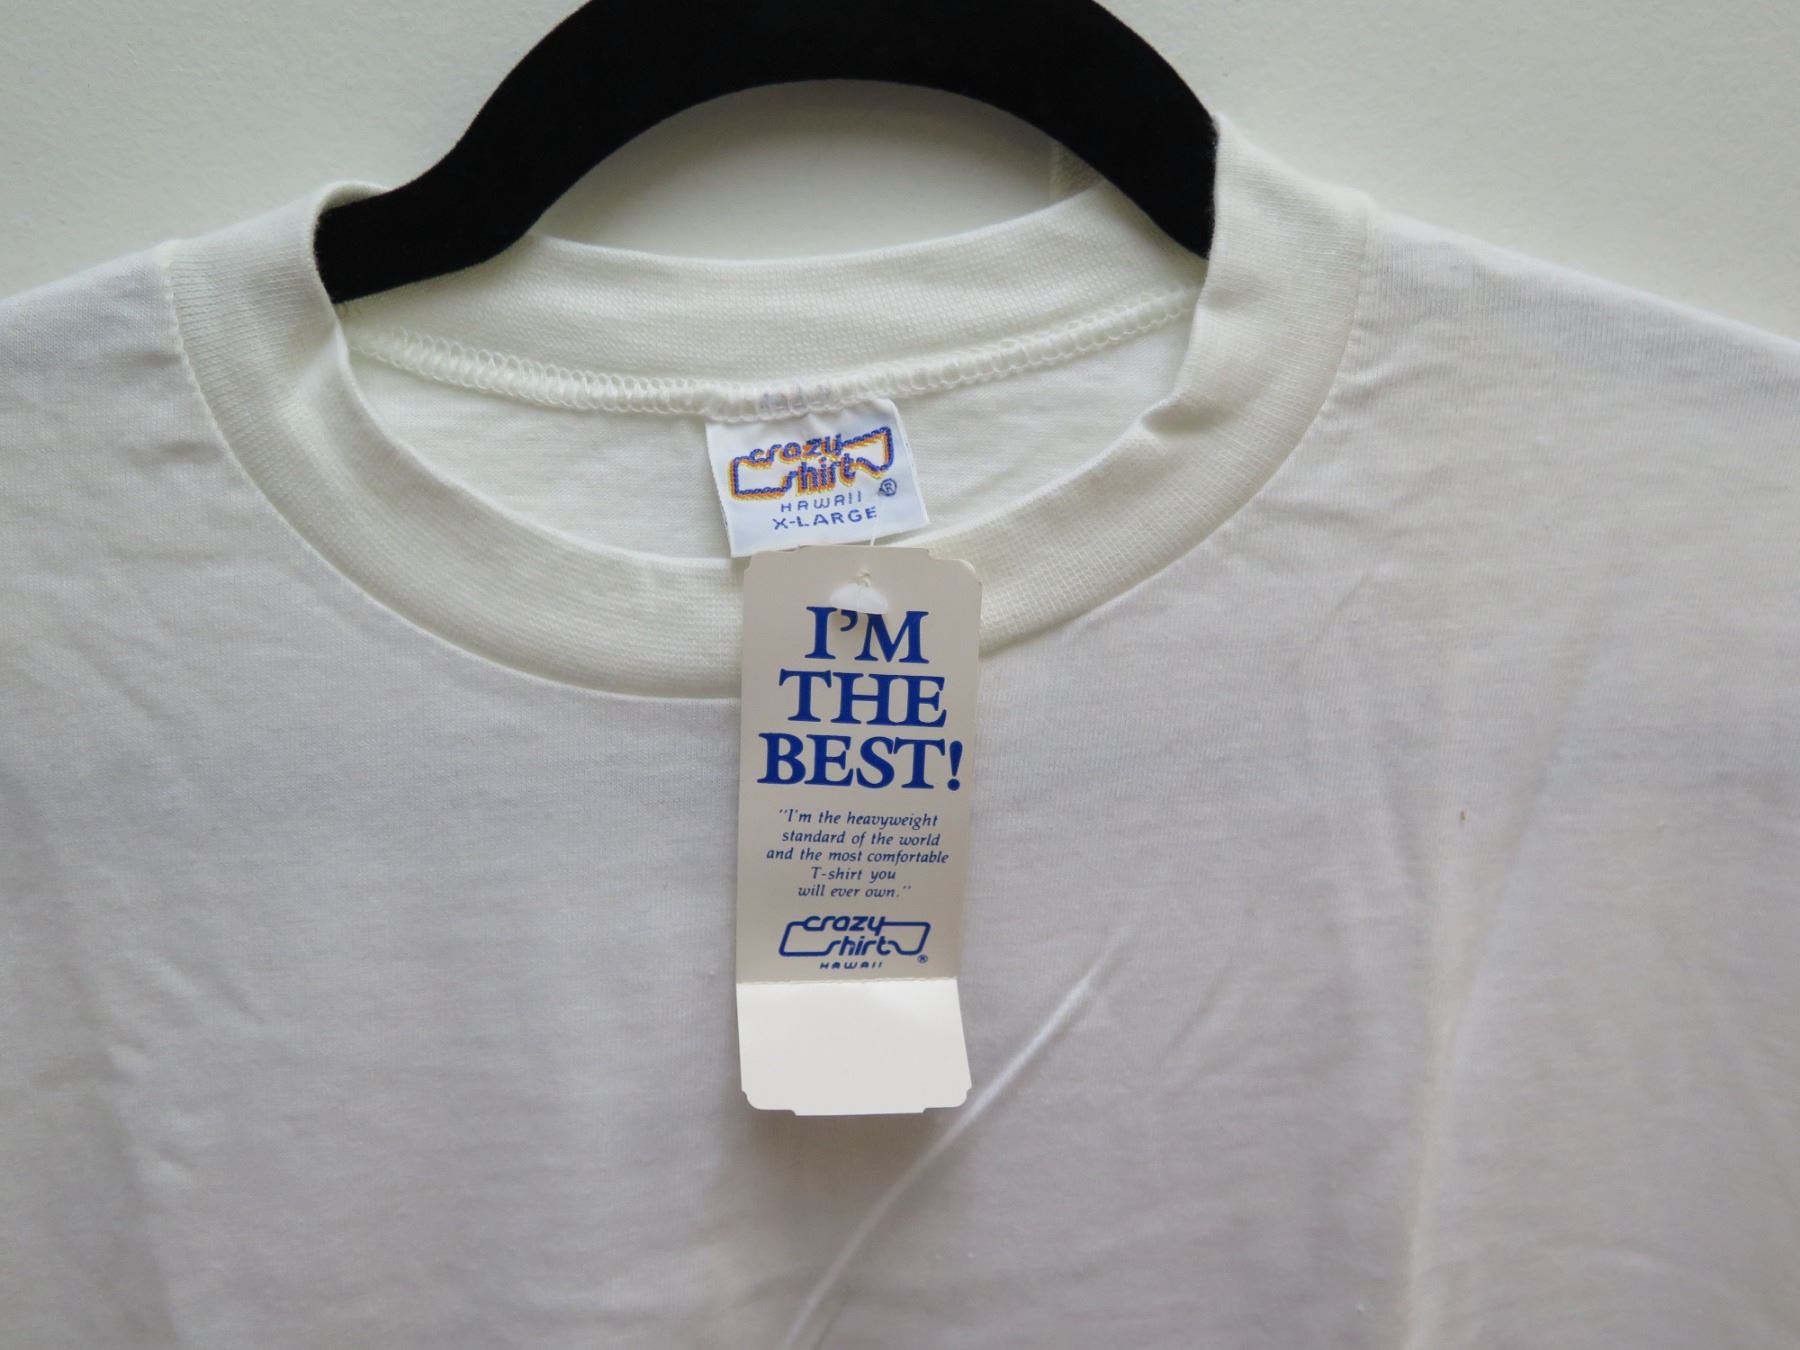 crazy
shirt
®
HAWAII
X-LARGE
I'M
THE
BEST!
"I'm the heavyweight
standard of the world
and the most comfortable
T-shirt you
will ever own."
crazy
shirt
®
HAWAII